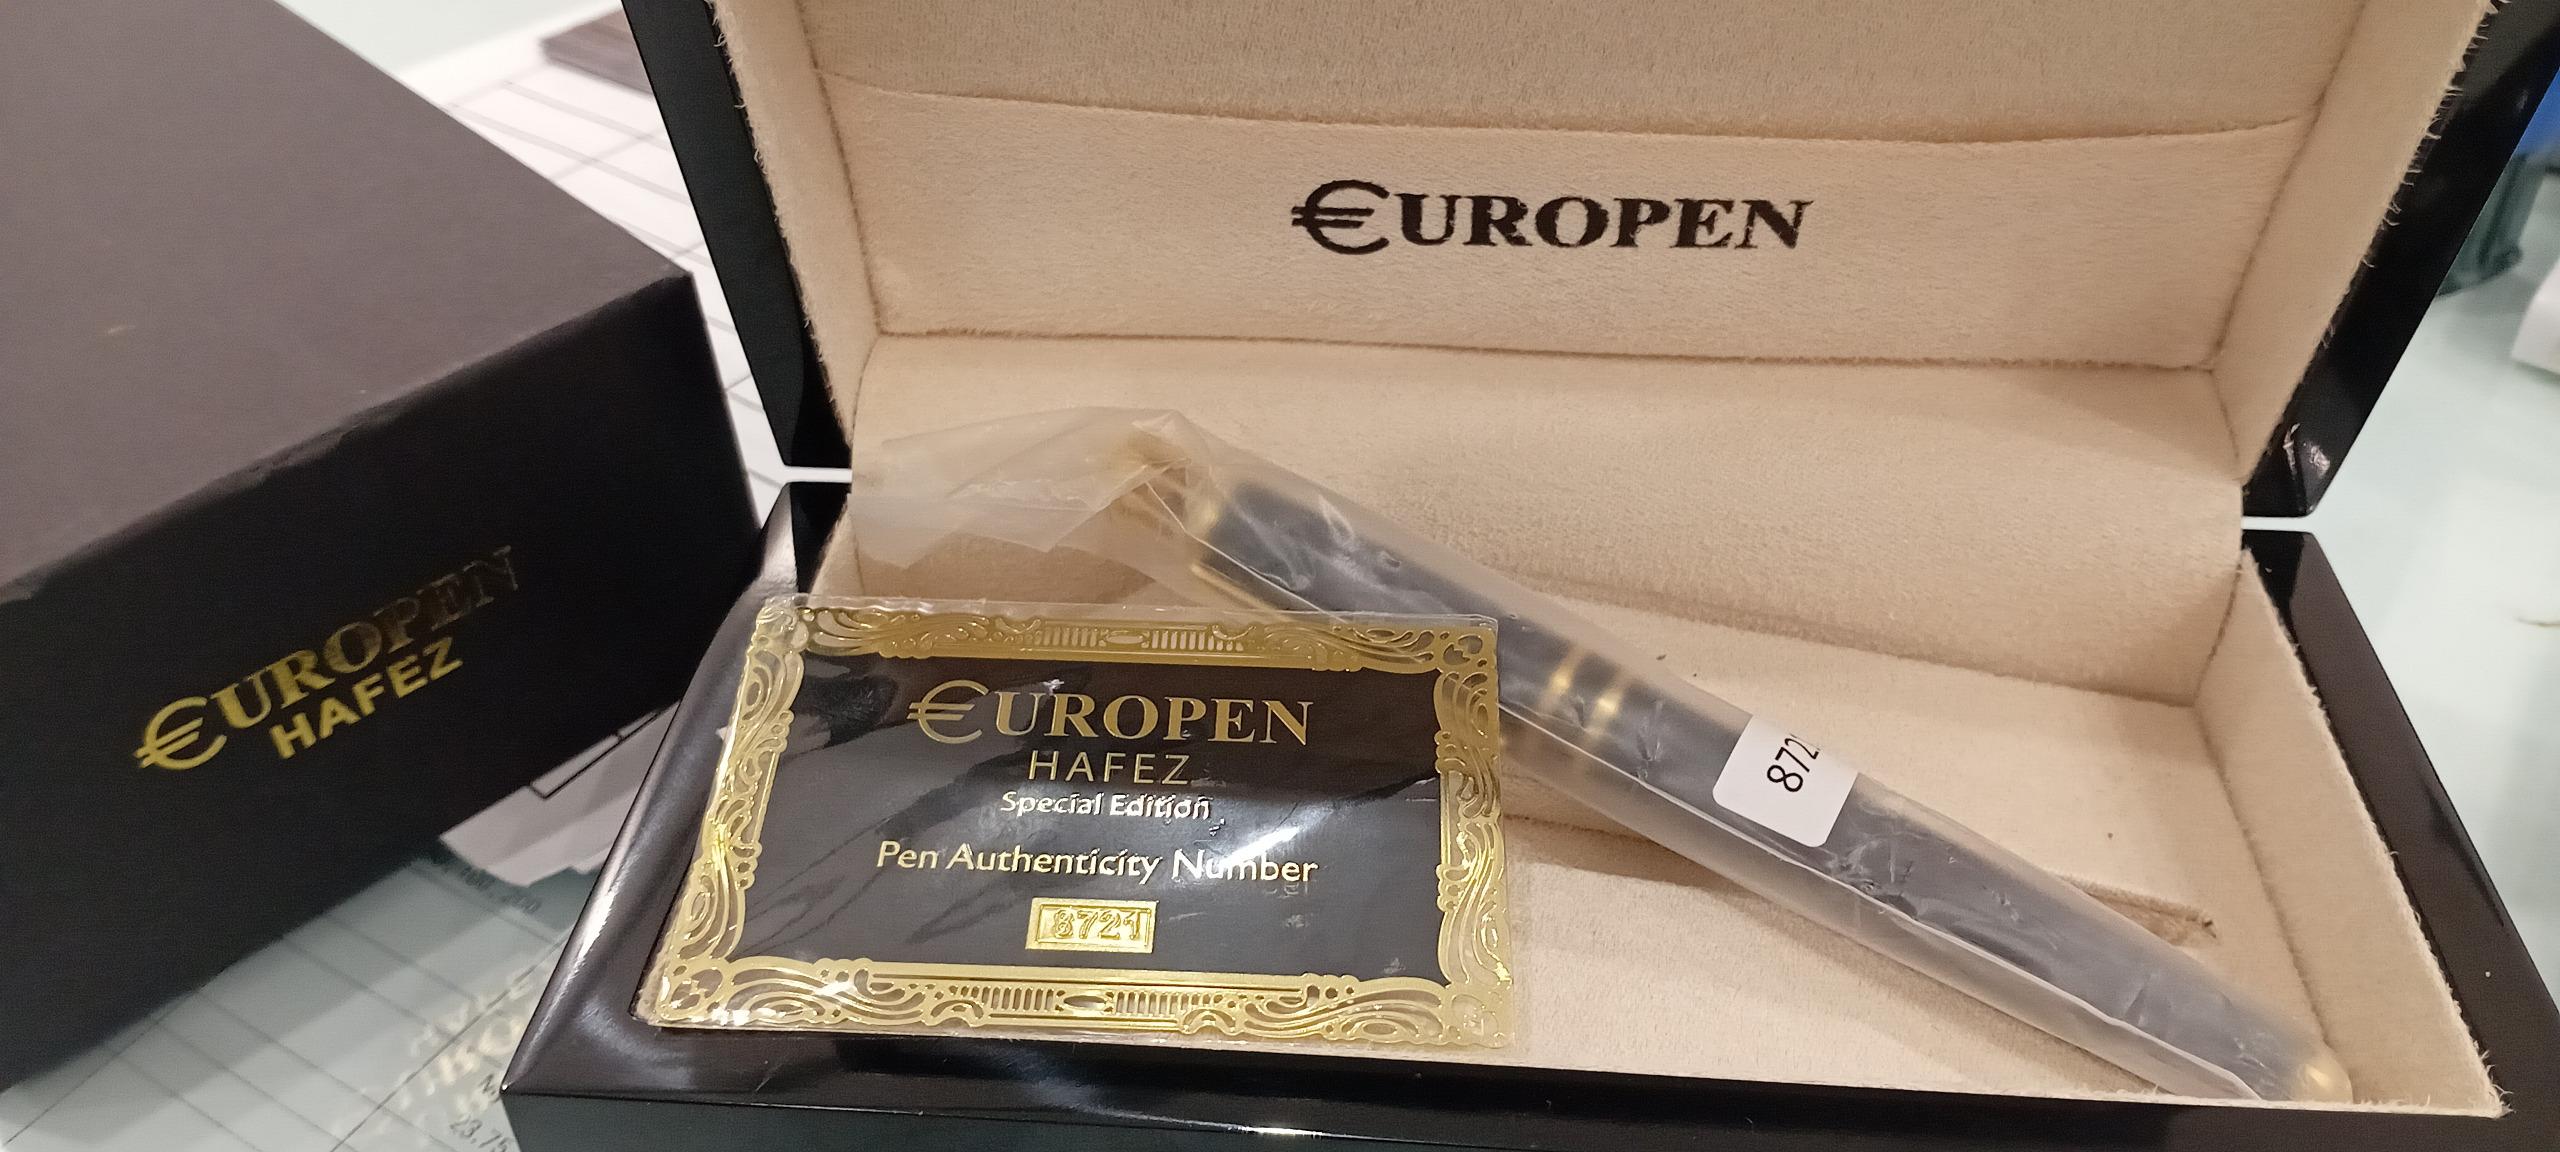 €UROPEN
€UROPEN
HAFEZ
€UROPEN
HAFEZ
Special Edition
Pen Authenticity Number
8721
872